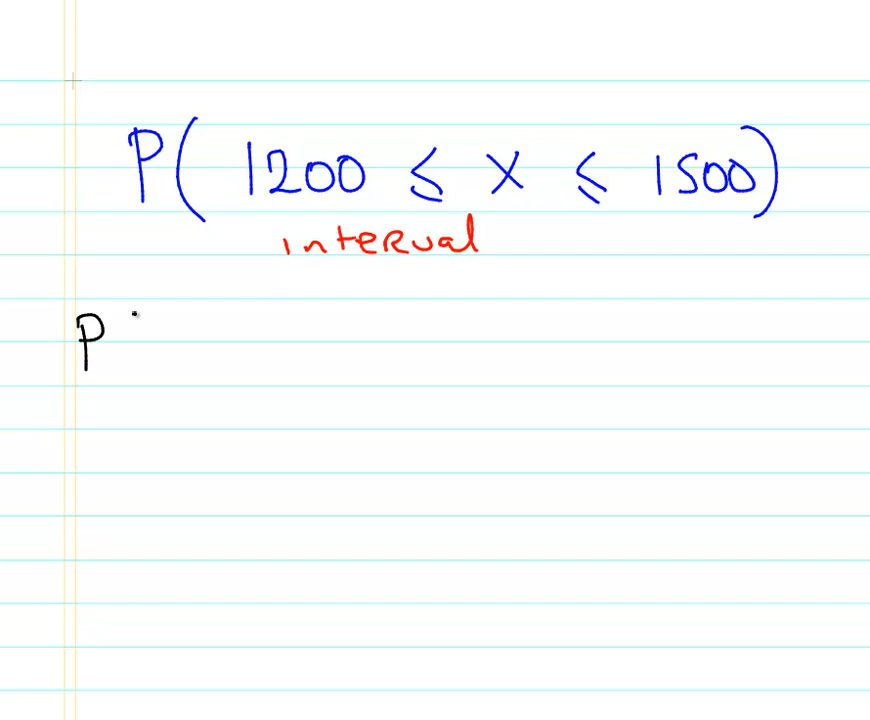 P( 1200 ≤ x ≤ 1500)
interval
P